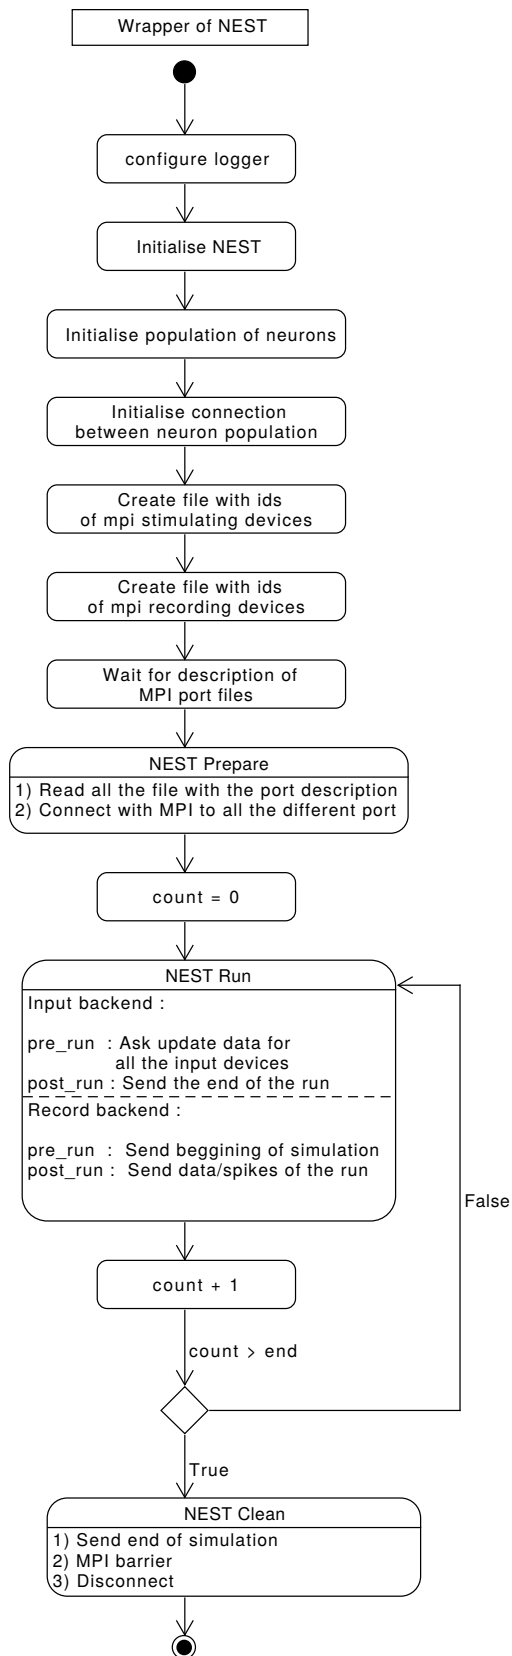 Wrapper of NEST
configure logger
Initialise NEST
Initialise population of neurons
Initialise connection
between neuron population
Create file with ids
of mpi stimulating devices
Create file with ids
of mpi recording devices
Wait for description of
MPI port files
NEST Prepare
1) Read all the file with the port description
2) Connect with MPI to all the different port
count = 0
NEST Run
Input backend :
pre_run : Ask update data for
all the input devices
post_run : Send the end of the run
Record backend :
pre_run : Send beggining of simulation
post_run : Send data/spikes of the run
False
count + 1
count > end
True
NEST Clean
1) Send end of simulation
2) MPI barrier
3) Disconnect